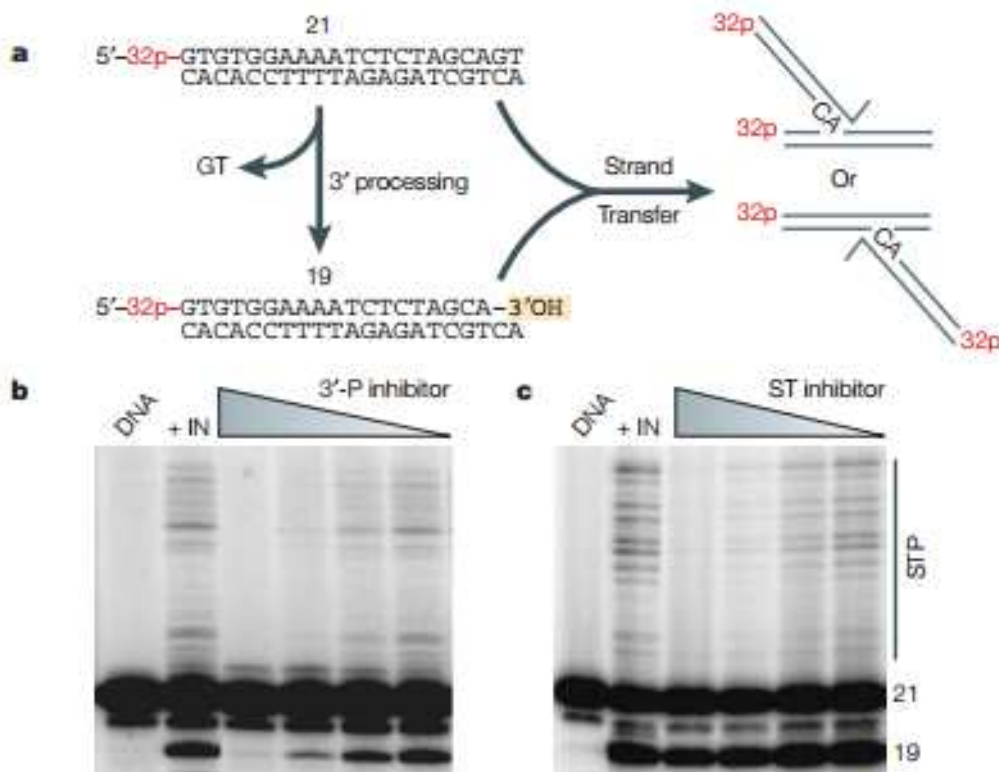 a
21
5′–32p–GTGTGGAAAATCTCTAGCAGT
CACACCTTTTAGAGATCGTCA
GT
3′ processing
19
5′–32p–GTGTGGAAAATCTCTAGCA–3′OH
CACACCTTTTAGAGATCGTCA
Strand
Transfer
32p
CA
32p
Or
32p
CA
32p
b
DNA
+ IN
3′-P inhibitor
c
DNA
+ IN
ST inhibitor
STP
21
19